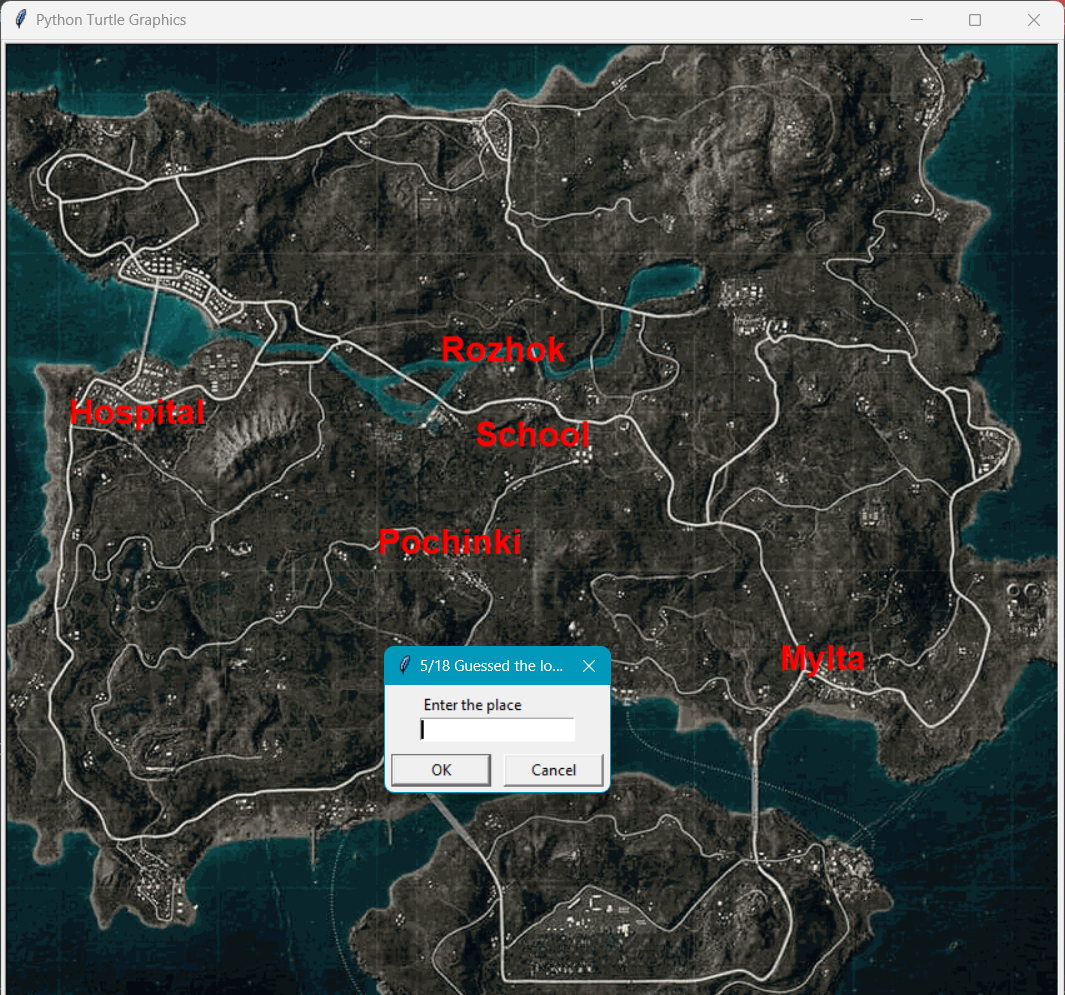 Python Turtle Graphics
Rozhok
Hospital
School
Pochinki
Mylta
5/18 Guessed the lo...
Enter the place
OK
Cancel